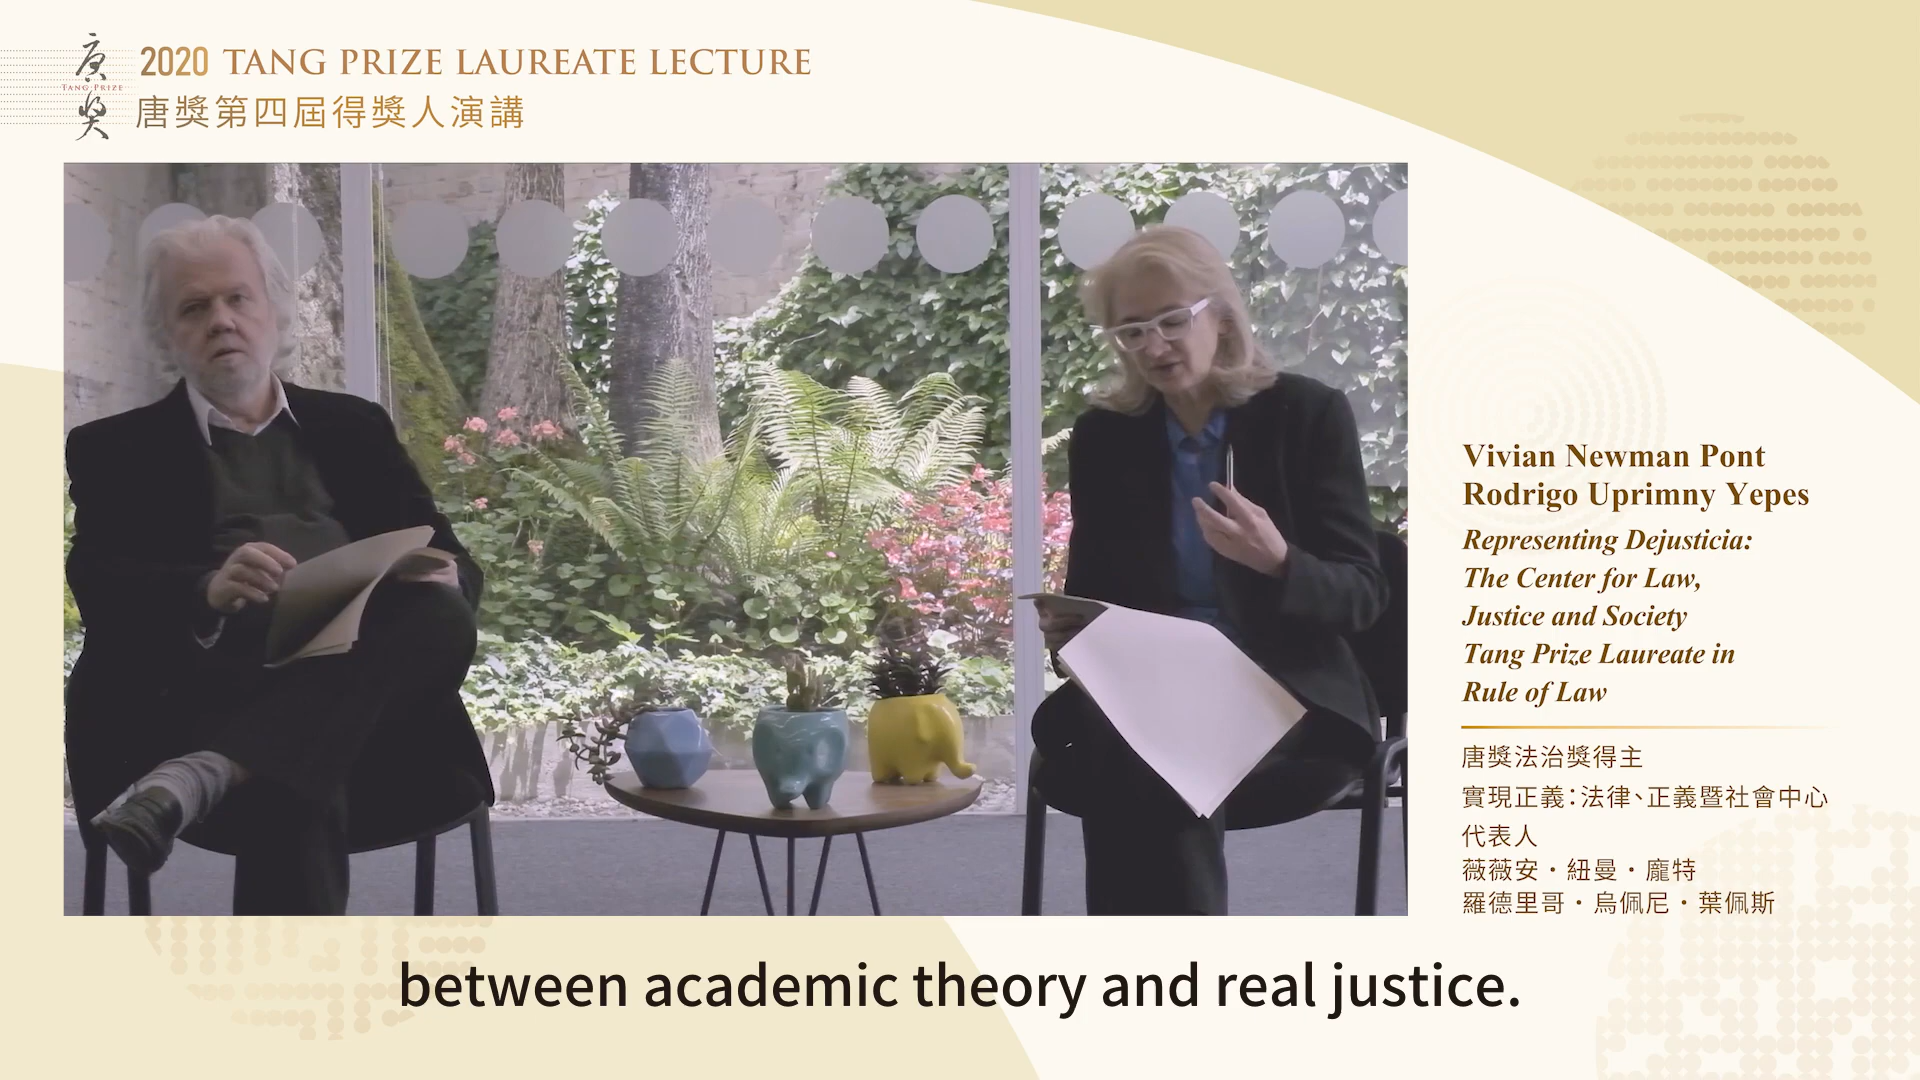 唐獎
TANG PRIZE
2020 TANG PRIZE LAUREATE LECTURE
唐獎第四屆得獎人演講
Vivian Newman Pont
Rodrigo Uprimny Yepes
Representing Dejusticia:
The Center for Law,
Justice and Society
Tang Prize Laureate in
Rule of Law
唐獎法治獎得主
實現正義：法律、正義暨社會中心
代表人
薇薇安・紐曼・龐特
羅德里哥・烏佩尼・葉佩斯
between academic theory and real justice.